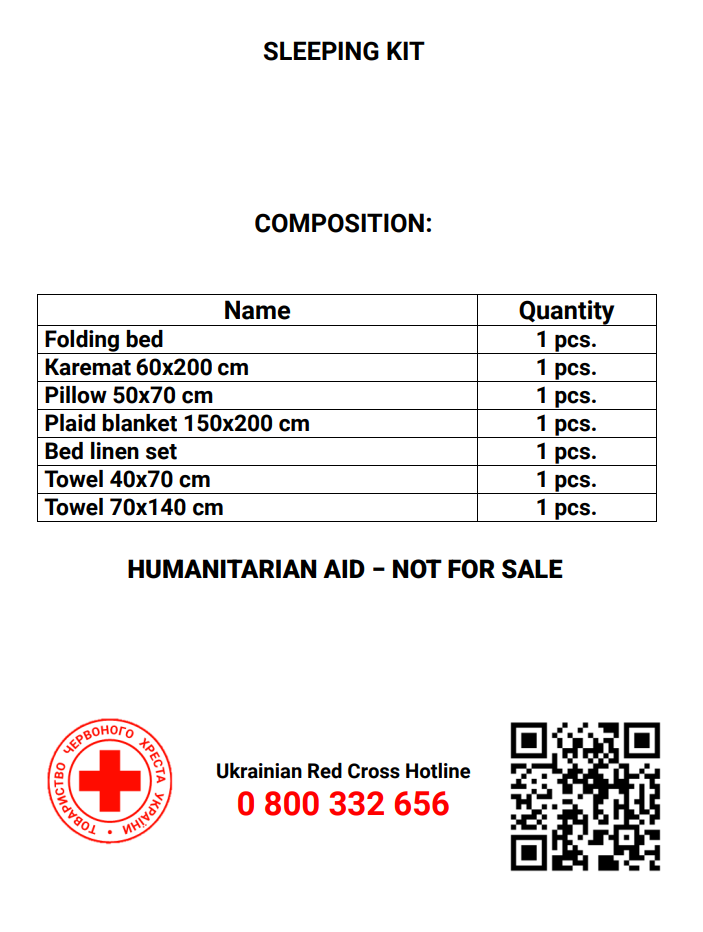 SLEEPING KIT
COMPOSITION:
Name Quantity
Folding bed 1 pcs.
Karemat 60x200 cm 1 pcs.
Pillow 50x70 cm 1 pcs.
Plaid blanket 150x200 cm 1 pcs.
Bed linen set 1 pcs.
Towel 40x70 cm 1 pcs.
Towel 70x140 cm 1 pcs.
HUMANITARIAN AID – NOT FOR SALE
ТОВАРИСТВО ЧЕРВОНОГО ХРЕСТА УКРАЇНИ •
Ukrainian Red Cross Hotline
0 800 332 656